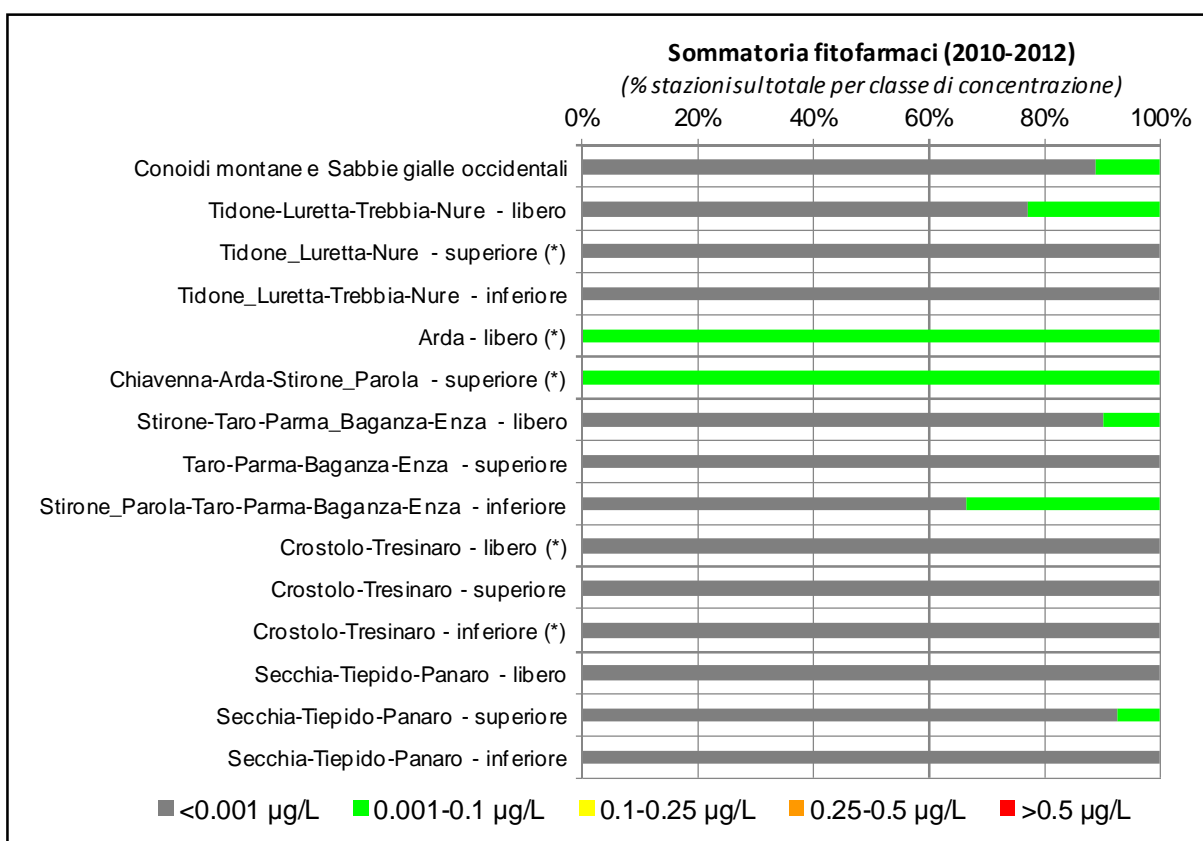 Sommatoria fitofarmaci (2010-2012)
(% stazioni sul totale per classe di concentrazione)
0% 20% 40% 60% 80% 100%
Conoidi montane e Sabbie gialle occidentali
Tidone-Luretta-Trebbia-Nure - libero
Tidone_Luretta-Nure - superiore (*)
Tidone_Luretta-Trebbia-Nure - inferiore
Arda - libero (*)
Chiavenna-Arda-Stirone_Parola - superiore (*)
Stirone-Taro-Parma_Baganza-Enza - libero
Taro-Parma-Baganza-Enza - superiore
Stirone_Parola-Taro-Parma-Baganza-Enza - inferiore
Crostolo-Tresinaro - libero (*)
Crostolo-Tresinaro - superiore
Crostolo-Tresinaro - inferiore (*)
Secchia-Tiepido-Panaro - libero
Secchia-Tiepido-Panaro - superiore
Secchia-Tiepido-Panaro - inferiore
<0.001 µg/L 0.001-0.1 µg/L 0.1-0.25 µg/L 0.25-0.5 µg/L >0.5 µg/L